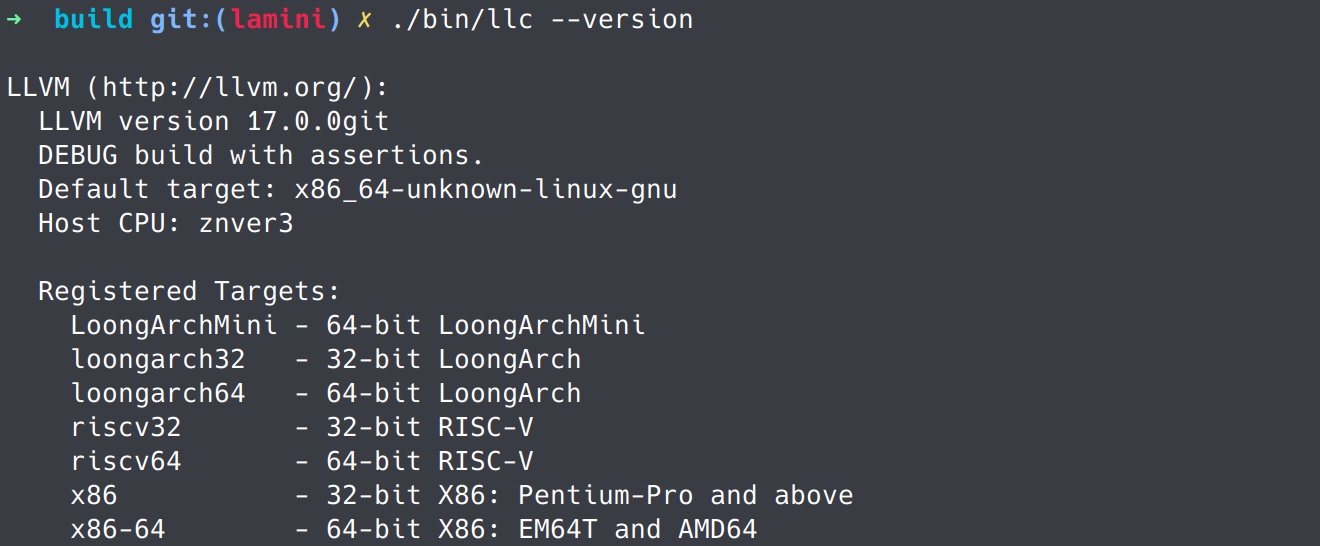 ➜  build git:(lamini) ✗ ./bin/llc --version
LLVM (http://llvm.org/):
  LLVM version 17.0.0git
  DEBUG build with assertions.
  Default target: x86_64-unknown-linux-gnu
  Host CPU: znver3
  Registered Targets:
    LoongArchMini - 64-bit LoongArchMini
    loongarch32   - 32-bit LoongArch
    loongarch64   - 64-bit LoongArch
    riscv32       - 32-bit RISC-V
    riscv64       - 64-bit RISC-V
    x86           - 32-bit X86: Pentium-Pro and above
    x86-64        - 64-bit X86: EM64T and AMD64